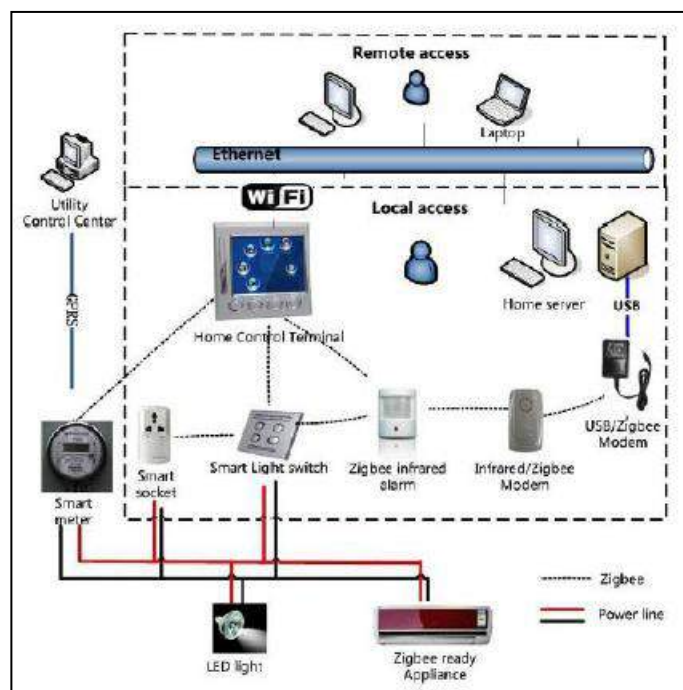 Remote access
Laptop
Ethernet
Utility
Control Center
WiFi
Local access
GPRS
Home server
USB
Home Control Terminal
USB/Zigbee
Modem
Smart
socket
Smart Light switch
Zigbee infrared
alarm
Infrared/Zigbee
Modem
Smart
meter
Zigbee
Power line
LED light
Zigbee ready
Appliance